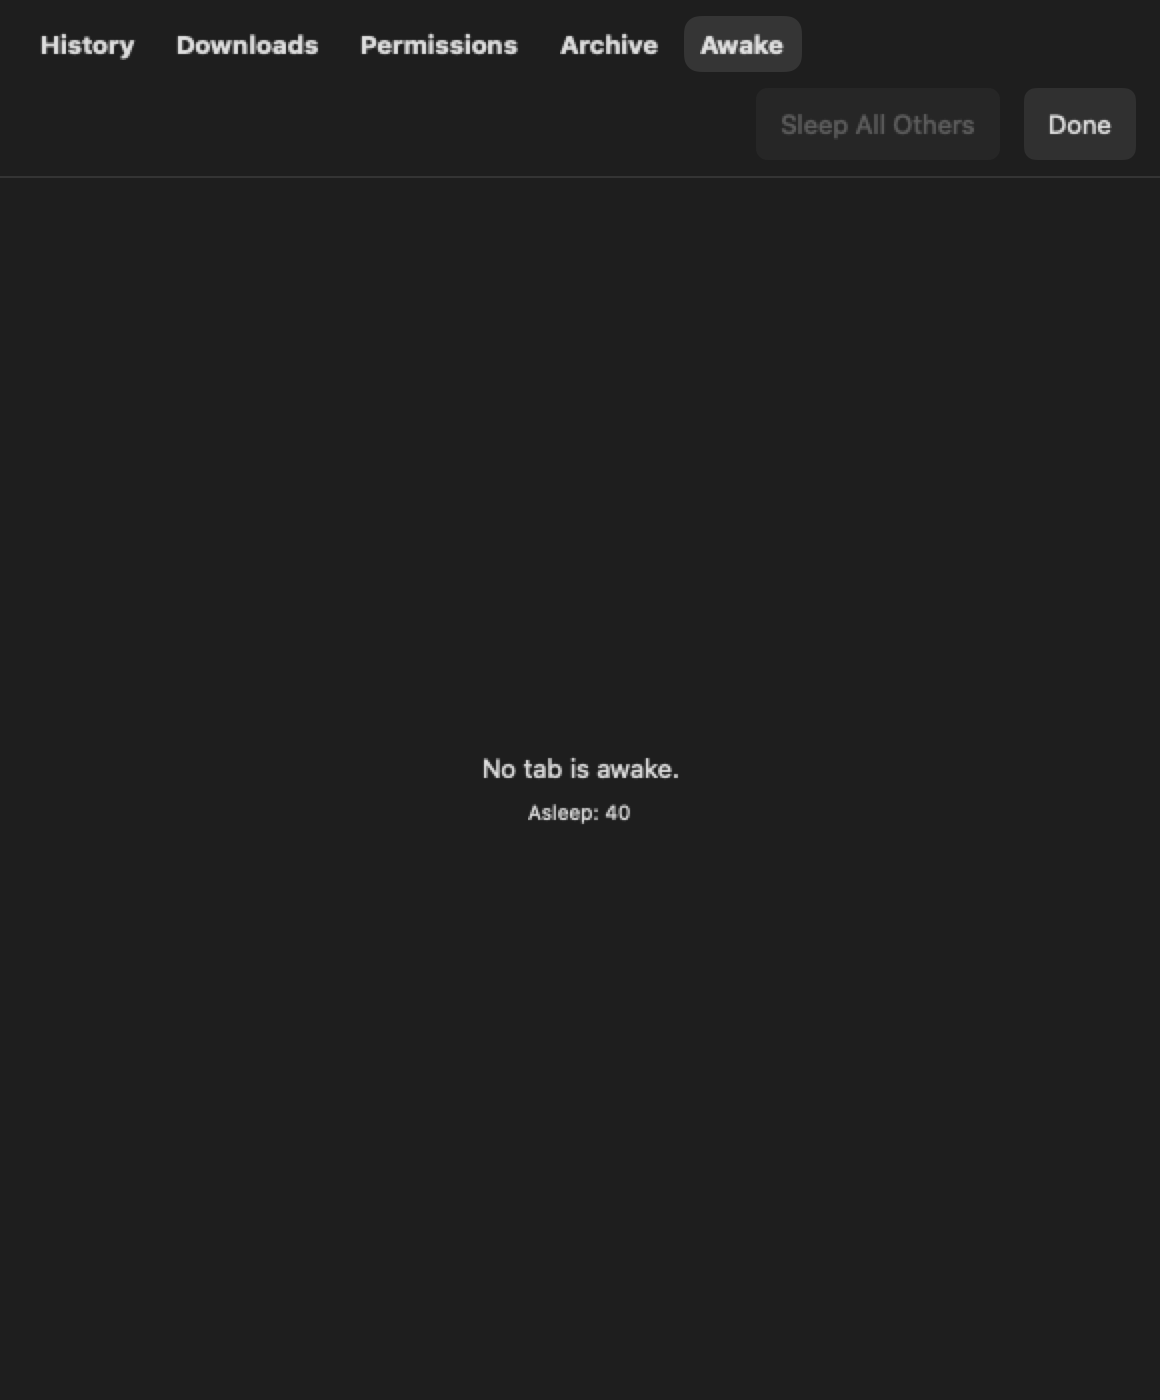 History Downloads Permissions Archive Awake
Sleep All Others Done
No tab is awake.
Asleep: 40